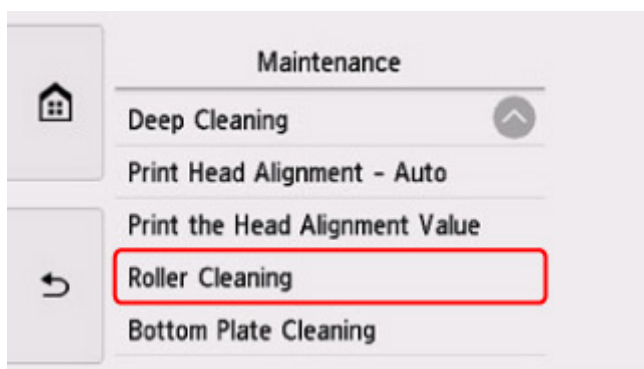 Maintenance
Deep Cleaning
Print Head Alignment - Auto
Print the Head Alignment Value
Roller Cleaning
Bottom Plate Cleaning